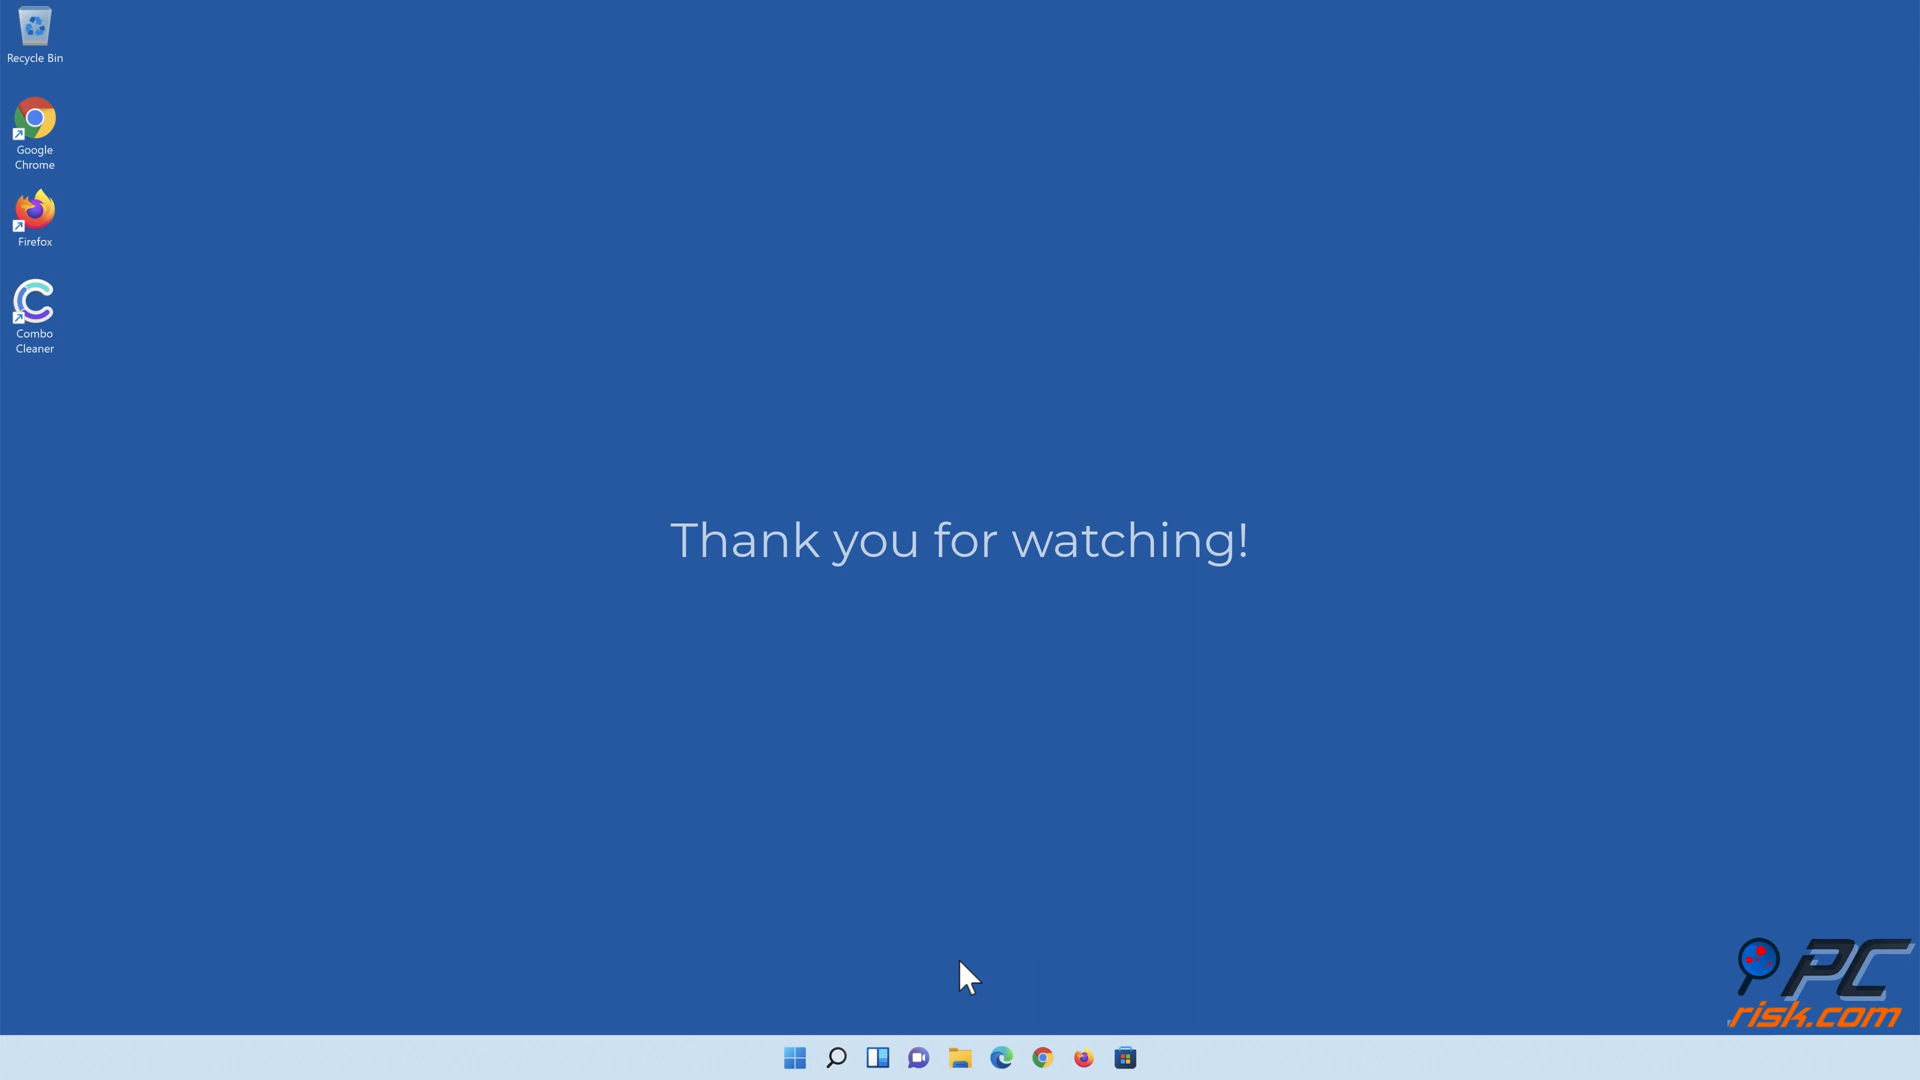 Recycle Bin
Google
Chrome
Firefox
Combo
Cleaner
Thank you for watching!
PC
risk.com